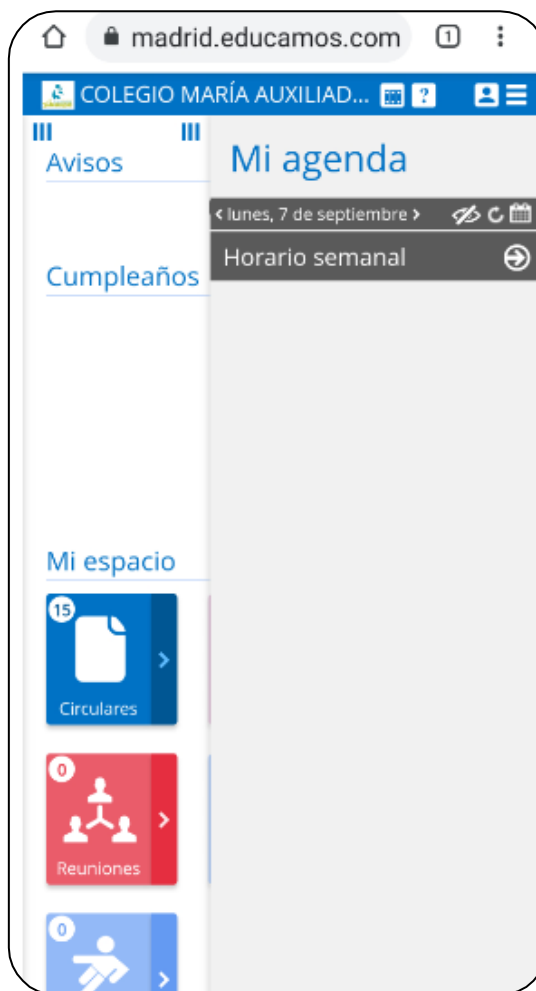 madrid.educamos.com 1
COLEGIO MARÍA AUXILIAD... ?
Avisos
Mi agenda
lunes, 7 de septiembre
Horario semanal
Cumpleaños
Mi espacio
15
Circulares
0
Reuniones
0